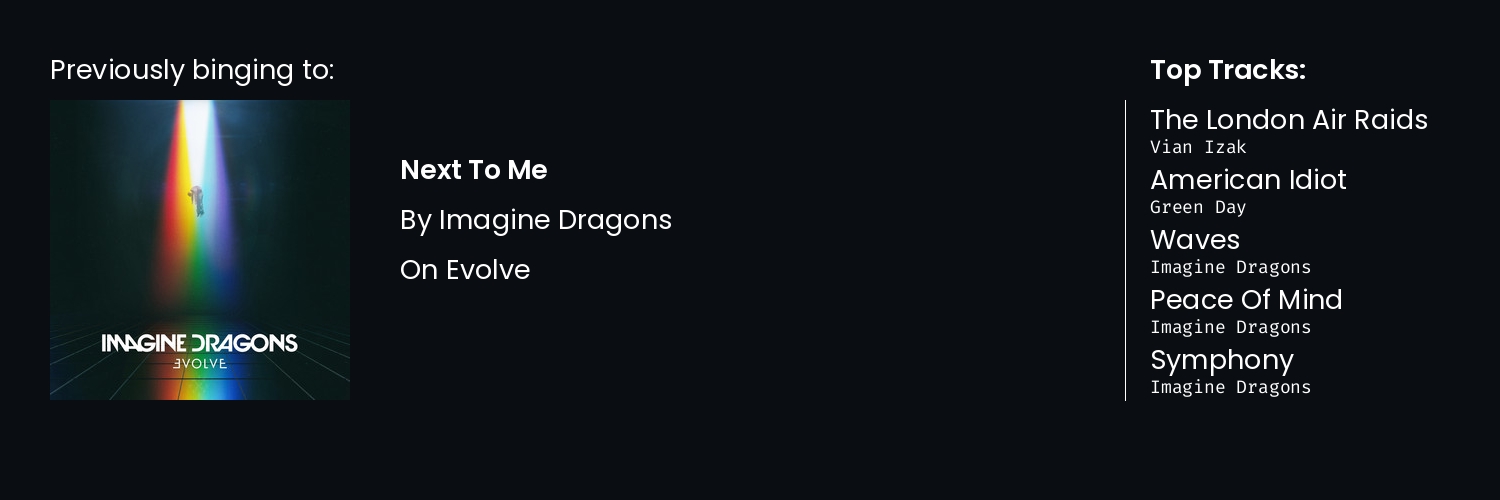 Previously binging to:
IMAGINE DRAGONS
EVOLVE
Next To Me
By Imagine Dragons
On Evolve
Top Tracks:
The London Air Raids
Vian Izak
American Idiot
Green Day
Waves
Imagine Dragons
Peace Of Mind
Imagine Dragons
Symphony
Imagine Dragons